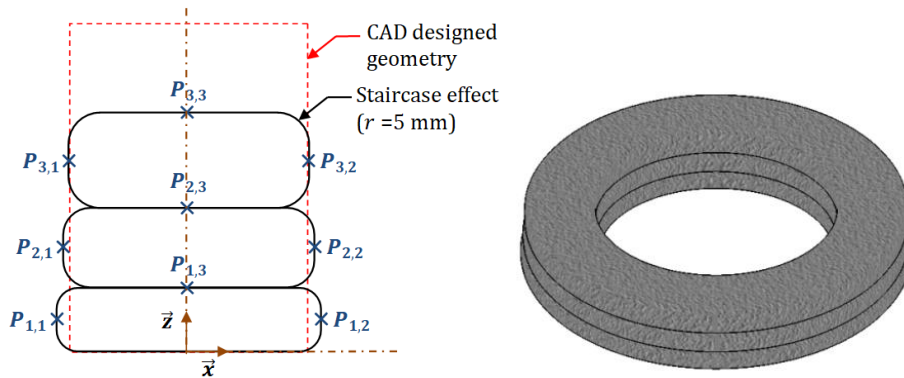 CAD designed
geometry
Staircase effect
(r =5 mm)
P3,3
P3,1
P3,2
P2,3
P2,1
P2,2
P1,3
P1,1
P1,2
z
x